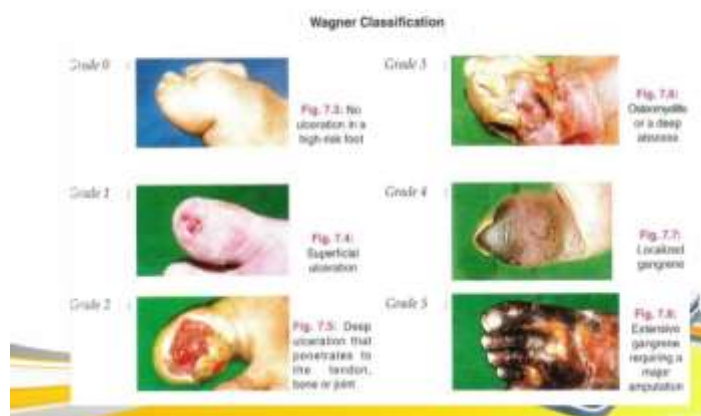 Wagner Classification
Grade 0 :
Fig. 7.3: No
ulceration in a
high-risk foot
Grade 1 :
Fig. 7.4:
Superficial
ulceration
Grade 2 :
Fig. 7.5: Deep
ulceration that
penetrates to
the tendon,
bone or joint
Grade 3 :
Fig. 7.6:
Osteomyelitis
or a deep
abscess
Grade 4 :
Fig. 7.7:
Localized
gangrene
Grade 5 :
Fig. 7.8:
Extensive
gangrene
requiring a
major
amputation